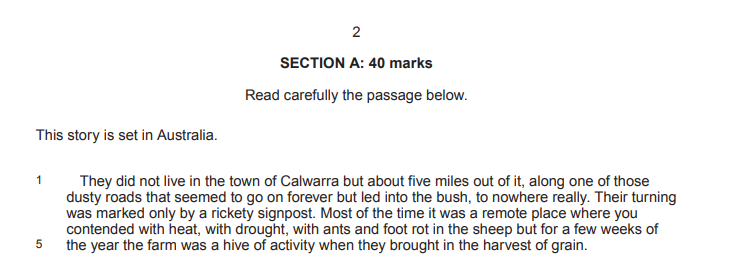 2
SECTION A: 40 marks
Read carefully the passage below.
This story is set in Australia.
1 They did not live in the town of Calwarra but about five miles out of it, along one of those
dusty roads that seemed to go on forever but led into the bush, to nowhere really. Their turning
was marked only by a rickety signpost. Most of the time it was a remote place where you
contended with heat, with drought, with ants and foot rot in the sheep but for a few weeks of
5 the year the farm was a hive of activity when they brought in the harvest of grain.